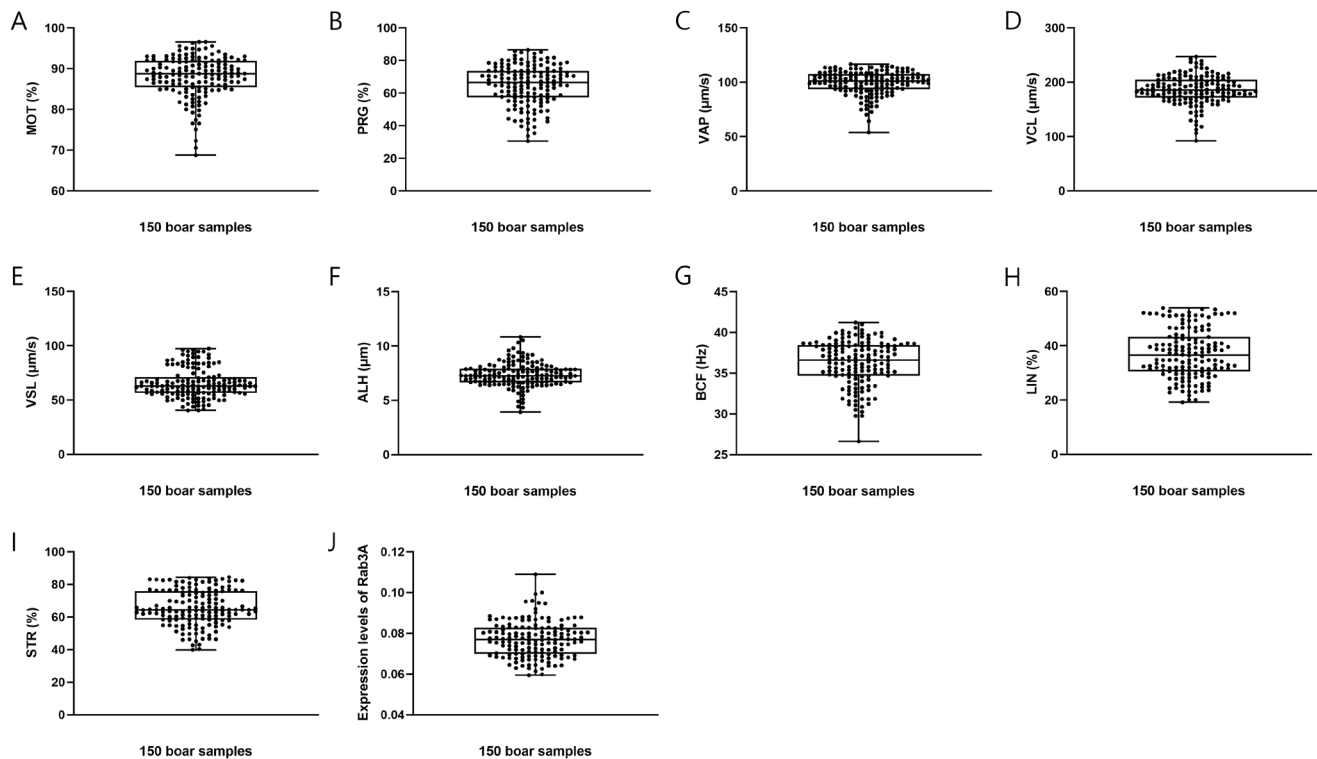 A
MOT (%)
100
90
80
70
60
150 boar samples
B
PRG (%)
100
80
60
40
20
0
150 boar samples
C
VAP (μm/s)
150
100
50
0
150 boar samples
D
VCL (μm/s)
300
200
100
0
150 boar samples
E
VSL (μm/s)
150
100
50
0
150 boar samples
F
ALH (μm)
15
10
5
0
150 boar samples
G
BCF (Hz)
45
40
35
30
25
150 boar samples
H
LIN (%)
60
40
20
0
150 boar samples
I
STR (%)
100
80
60
40
20
0
150 boar samples
J
Expression levels of Rab3A
0.12
0.10
0.08
0.06
0.04
150 boar samples